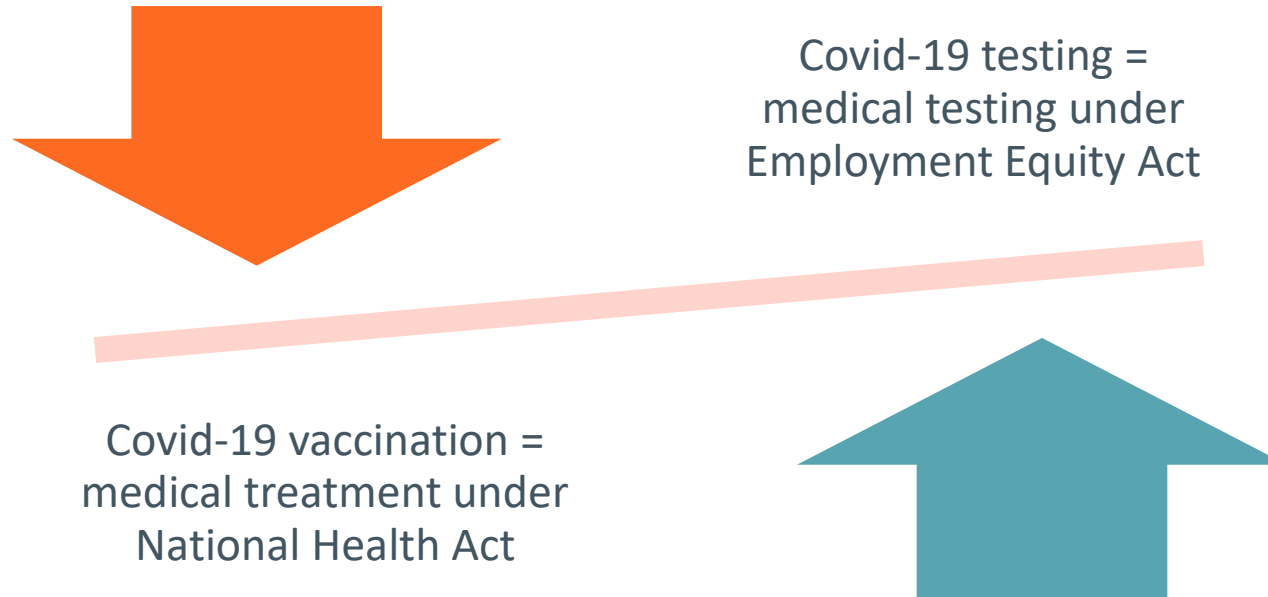 Covid-19 testing =
medical testing under
Employment Equity Act
Covid-19 vaccination =
medical treatment under
National Health Act